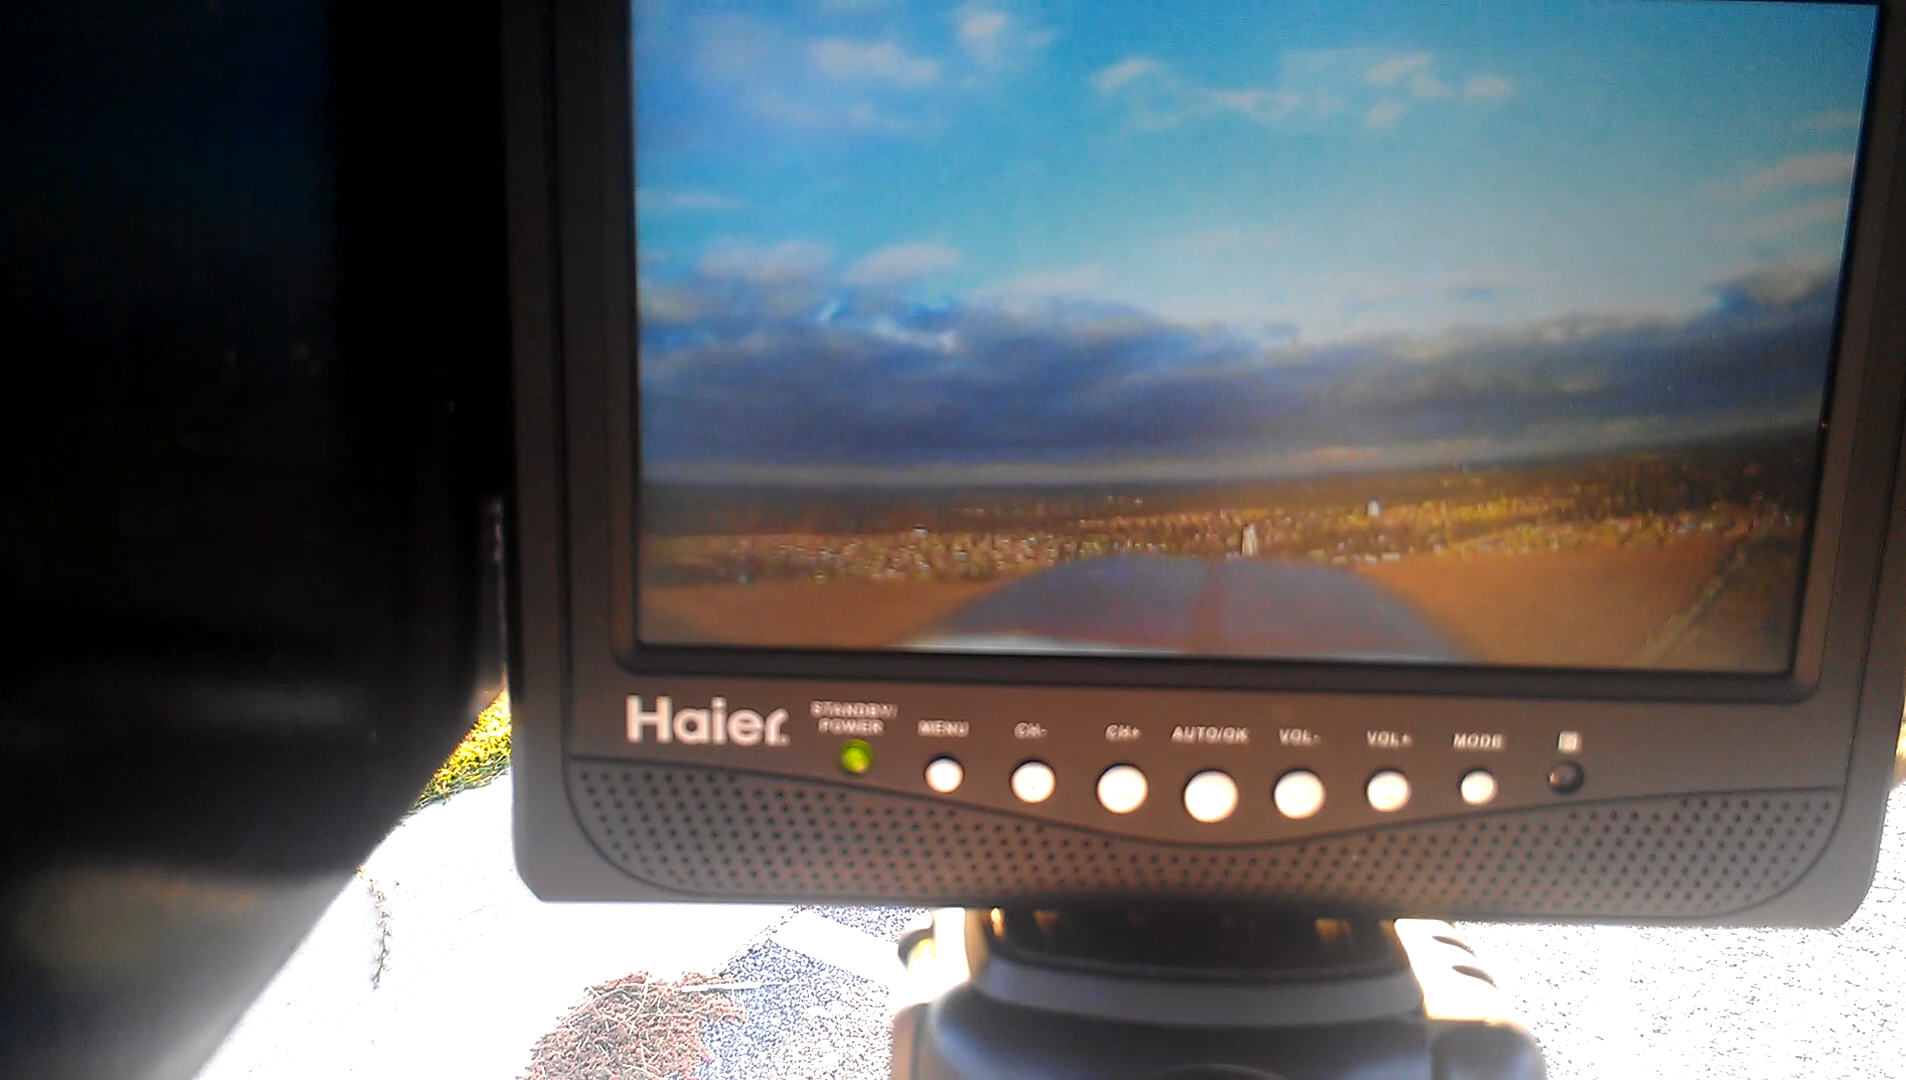 Haier
STANDBY/
POWER
MENU
CH-
CH+
AUTO/OK
VOL-
VOL+
MODE